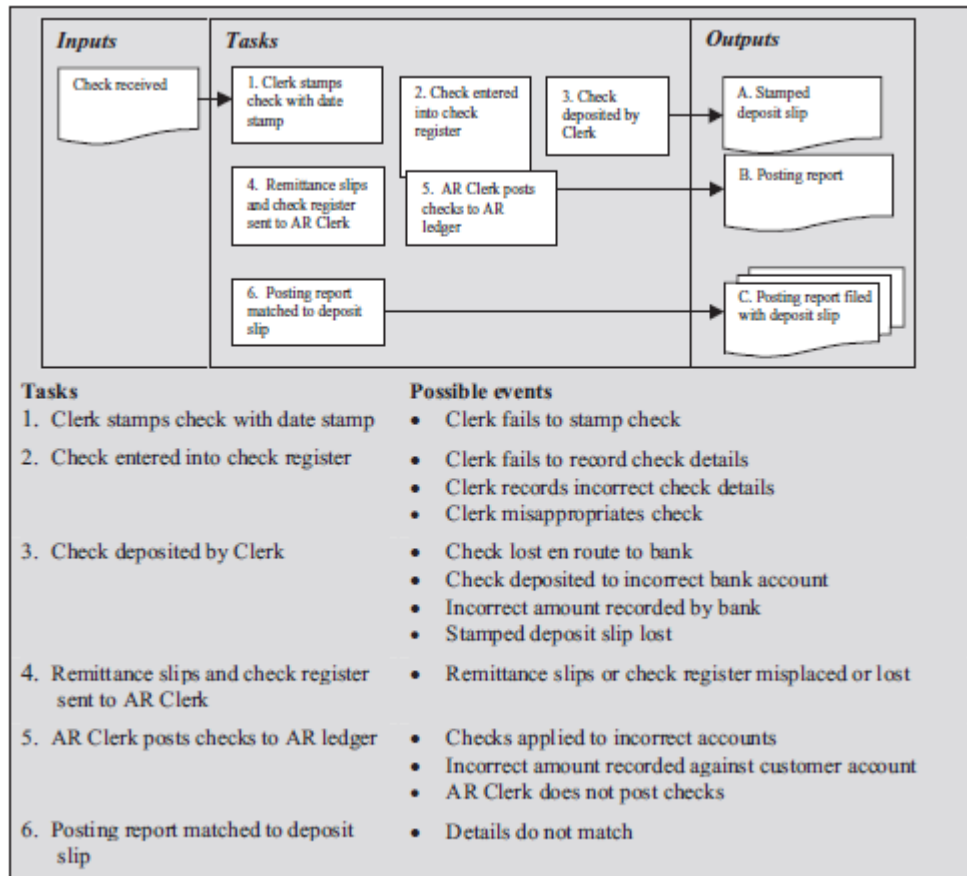 Inputs
Tasks
Outputs
Check received
1. Clerk stamps
check with date
stamp
2. Check entered
into check
register
3. Check
deposited by
Clerk
A. Stamped
deposit slip
4. Remittance slips
and check register
sent to AR Clerk
5. AR Clerk posts
checks to AR
ledger
B. Posting report
6. Posting report
matched to deposit
slip
C. Posting report filed
with deposit slip
Tasks
Possible events
1. Clerk stamps check with date stamp
• Clerk fails to stamp check
2. Check entered into check register
• Clerk fails to record check details
• Clerk records incorrect check details
• Clerk misappropriates check
3. Check deposited by Clerk
• Check lost en route to bank
• Check deposited to incorrect bank account
• Incorrect amount recorded by bank
• Stamped deposit slip lost
4. Remittance slips and check register
sent to AR Clerk
• Remittance slips or check register misplaced or lost
5. AR Clerk posts checks to AR ledger
• Checks applied to incorrect accounts
• Incorrect amount recorded against customer account
• AR Clerk does not post checks
6. Posting report matched to deposit
slip
• Details do not match